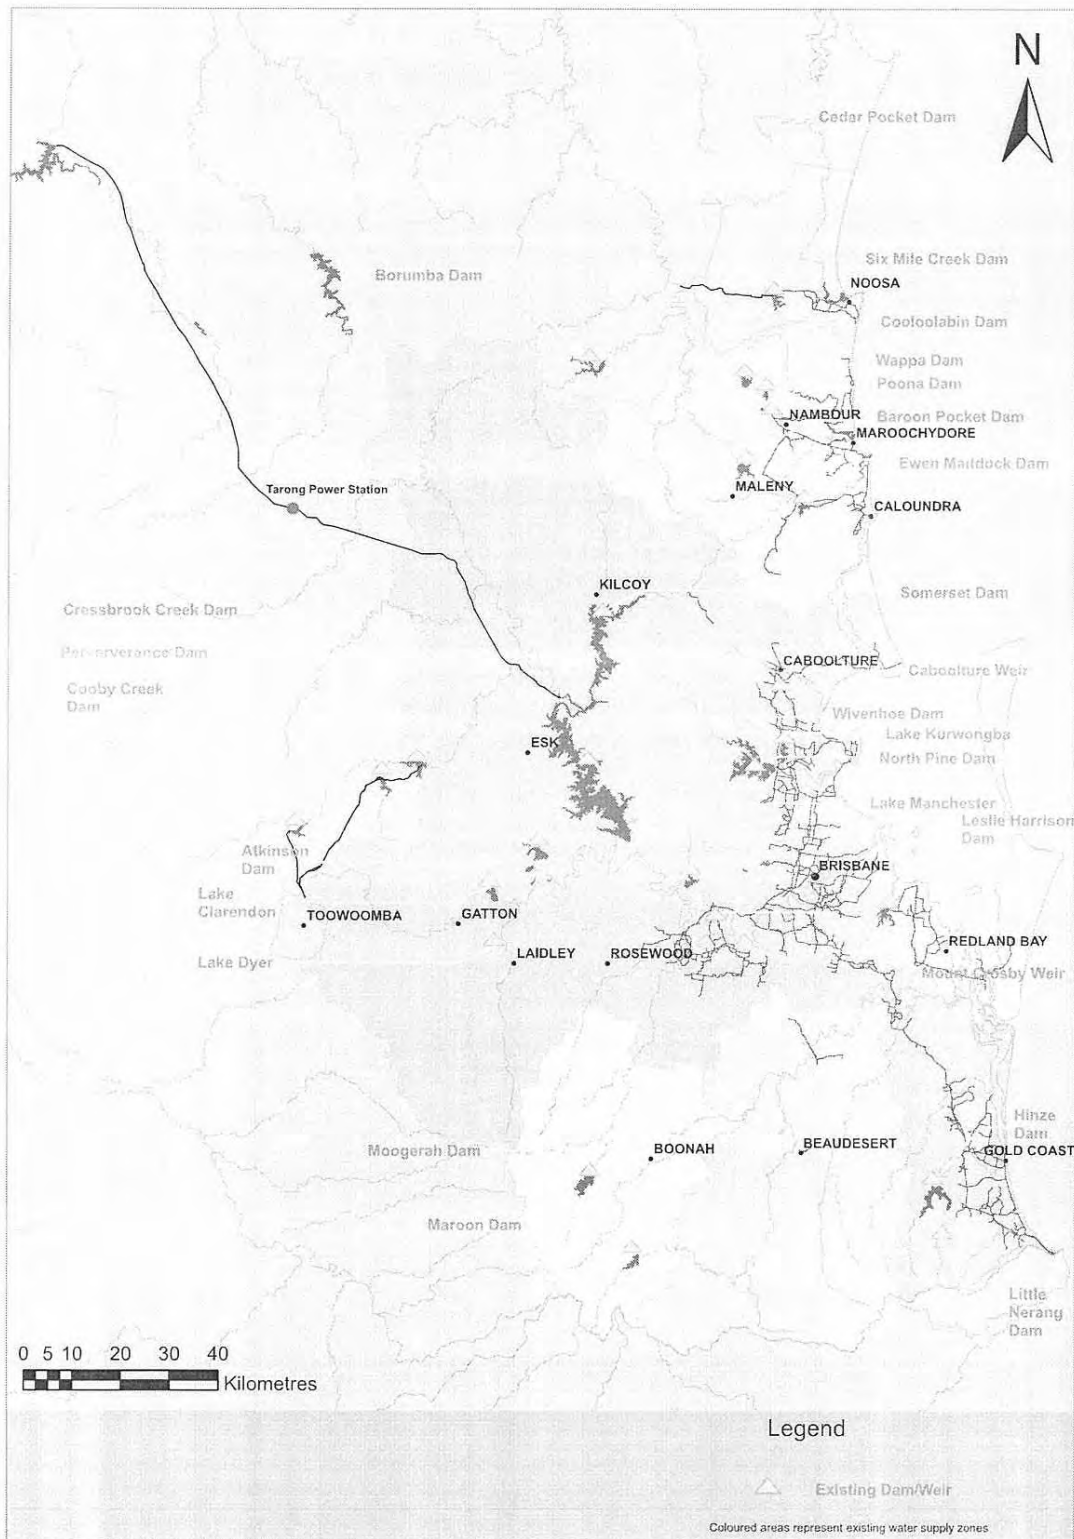 N
Cedar Pocket Dam
Borumba Dam
Six Mile Creek Dam
NOOSA
Cooloolabin Dam
Wappa Dam
Poona Dam
4
NAMBOUR
Baroon Pocket Dam
MAROOCHYDORE
Ewen Maddock Dam
Tarong Power Station
MALENY
CALOUNDRA
KILCOY
Somerset Dam
Cressbrook Creek Dam
Perserverance Dam
Cooby Creek
Dam
CABOOLTURE
Caboolture Weir
Wivenhoe Dam
Lake Kurwongba
North Pine Dam
ESK
Lake Manchester
Leslie Harrison
Dam
Atkinson
Dam
BRISBANE
Lake
Clarendon
TOOWOOMBA
GATTON
REDLAND BAY
Lake Dyer
LAIDLEY
ROSEWOOD
Mount Crosby Weir
Hinze
Dam
Moogerah Dam
BOONAH
BEAUDESERT
GOLD COAST
Maroon Dam
Little
Nerang
Dam
0 5 10 20 30 40
Kilometres
Legend
Existing Dam/Weir
Coloured areas represent existing water supply zones